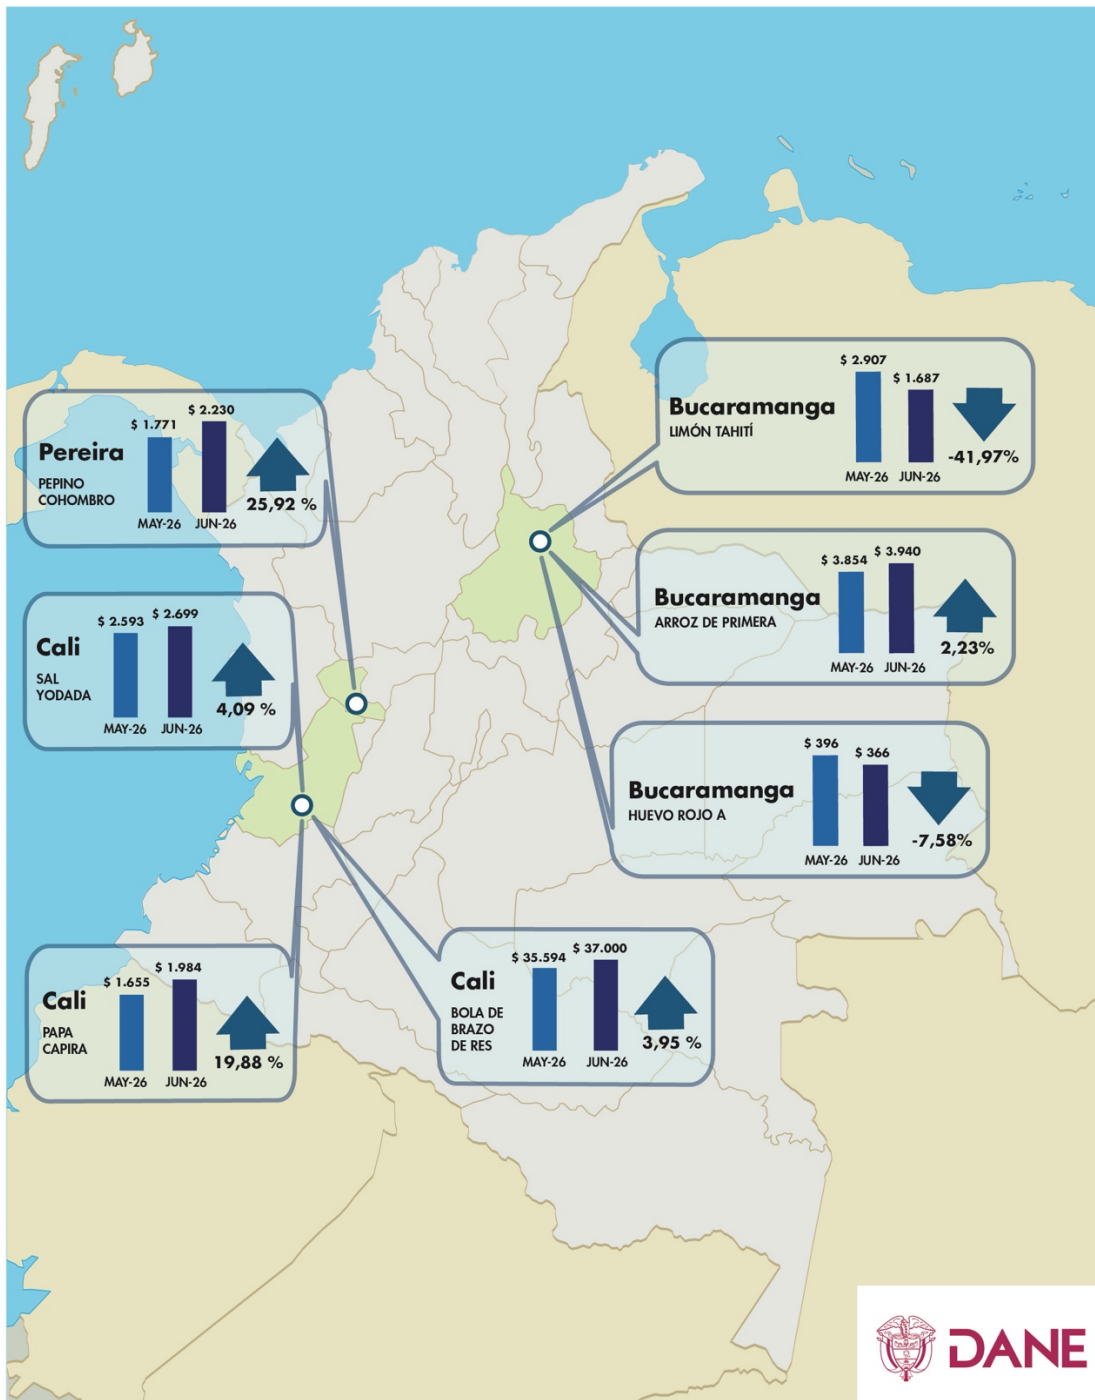 Pereira
PEPINO
COHOMBRO
$ 1.771
$ 2.230
MAY-26
JUN-26
25,92 %
Cali
SAL
YODADA
$ 2.593
$ 2.699
MAY-26
JUN-26
4,09 %
Cali
PAPA
CAPIRA
$ 1.655
$ 1.984
MAY-26
JUN-26
19,88 %
Cali
BOLA DE
BRAZO
DE RES
$ 35.594
$ 37.000
MAY-26
JUN-26
3,95 %
Bucaramanga
LIMÓN TAHITÍ
$ 2.907
$ 1.687
MAY-26
JUN-26
-41,97%
Bucaramanga
ARROZ DE PRIMERA
$ 3.854
$ 3.940
MAY-26
JUN-26
2,23%
Bucaramanga
HUEVO ROJO A
$ 396
$ 366
MAY-26
JUN-26
-7,58%
DANE